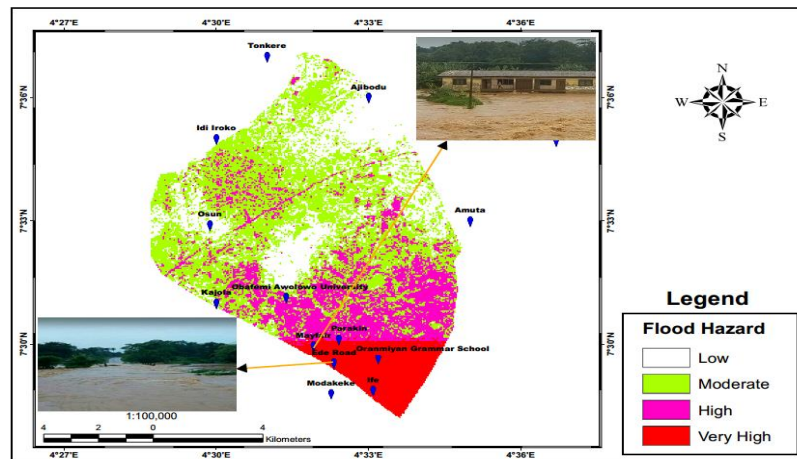 4°27'E 4°30'E 4°33'E 4°36'E
Tonkere
7°36'N
Ajibodu
7°36'N
Idi Iroko
Osun
Amuta
7°33'N
7°33'N
Kajola
Obafemi Awolowo University
Parakin
Mayfair
7°30'N
7°30'N
Ede Road
Oranmiyan Grammar School
Modakeke
Ife
1:100,000
4 2 0 4
Kilometers
4°27'E 4°30'E 4°33'E 4°36'E
N
W E
S
Legend
Flood Hazard
Low
Moderate
High
Very High